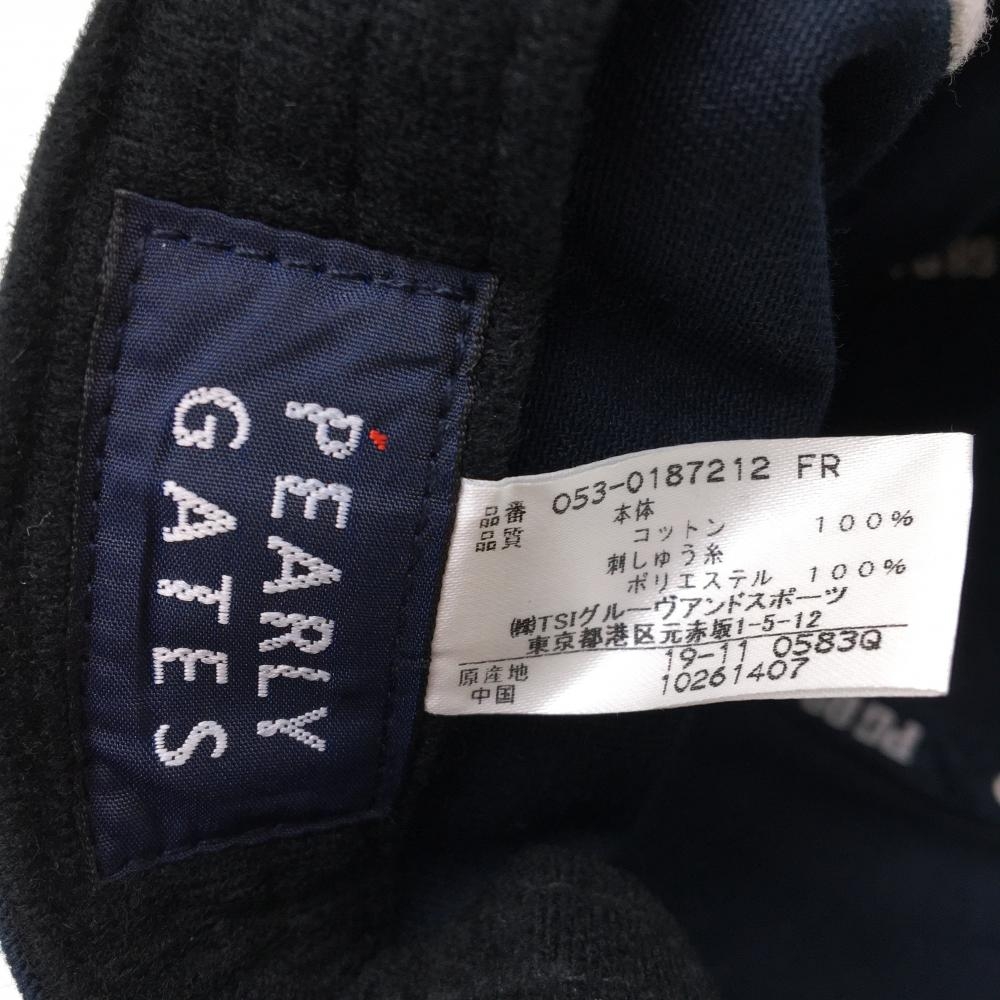 PEARLY
GATES
品番 053-0187212 FR
品質 本体
コットン 100%
刺しゅう糸
ポリエステル 100%
㈱TSIグルーヴアンドスポーツ
東京都港区元赤坂1-5-12
19-11 0583Q
原産地 10261407
中国
PG